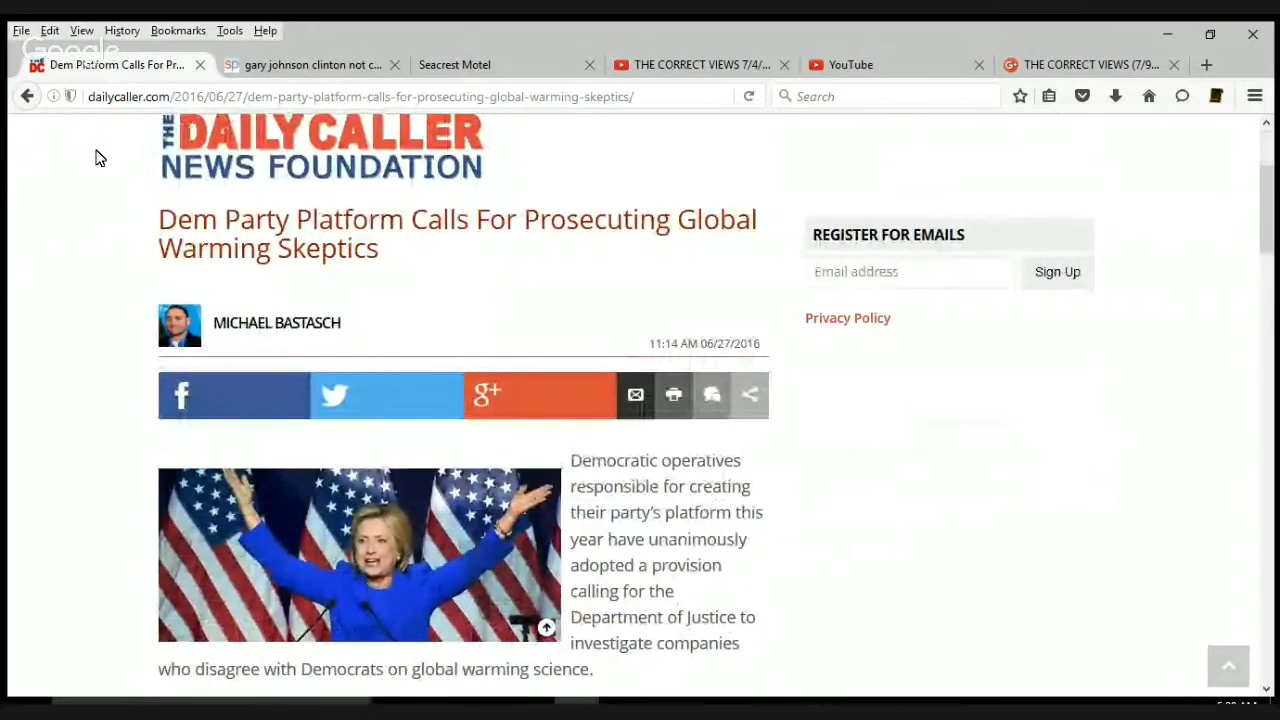 File Edit View History Bookmarks Tools Help
Google
Dem Party Platform Calls For Pr... gary johnson clinton not c... Seacrest Motel THE CORRECT VIEWS 7/4/... YouTube THE CORRECT VIEWS (7/9...
dailycaller.com/2016/06/27/dem-party-platform-calls-for-prosecuting-global-warming-skeptics/ Search
THE DAILY CALLER
NEWS FOUNDATION
Dem Party Platform Calls For Prosecuting Global
Warming Skeptics
REGISTER FOR EMAILS
Email address Sign Up
Privacy Policy
MICHAEL BASTASCH
11:14 AM 06/27/2016
Democratic operatives
responsible for creating
their party's platform this
year have unanimously
adopted a provision
calling for the
Department of Justice to
investigate companies
who disagree with Democrats on global warming science.